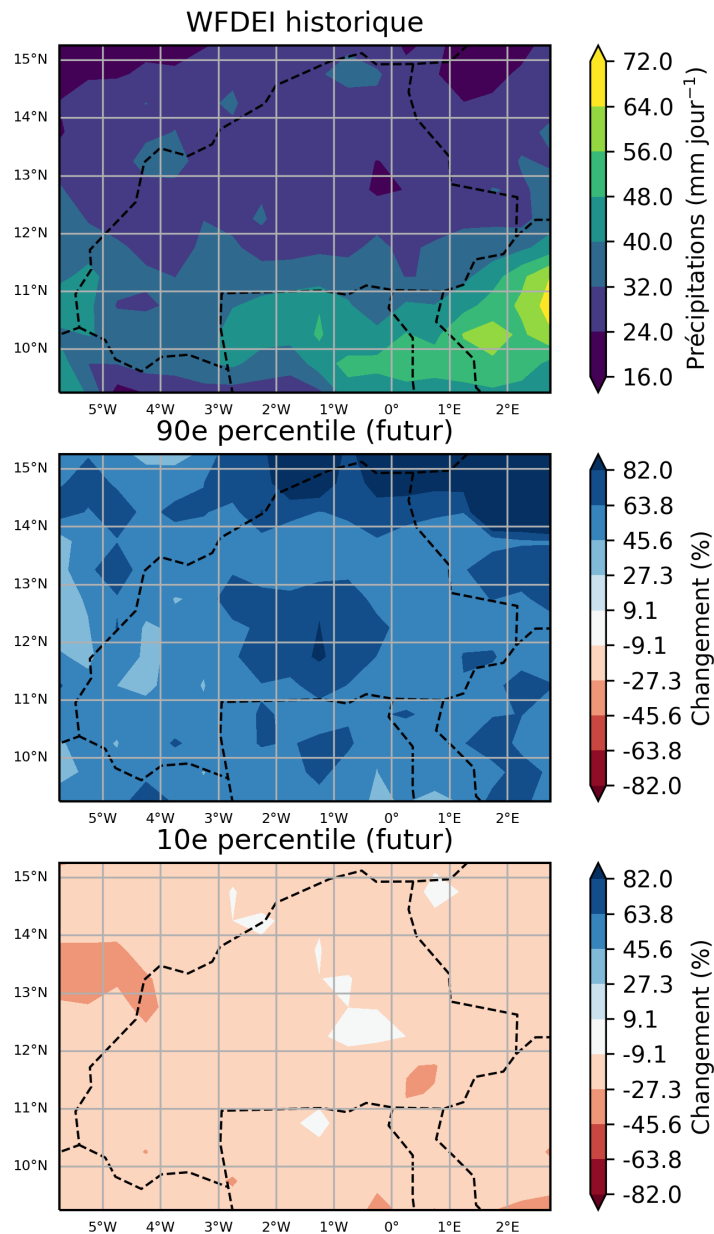 WFDEI historique
15°N
14°N
13°N
12°N
11°N
10°N
5°W 4°W 3°W 2°W 1°W 0° 1°E 2°E
72.0
64.0
56.0
48.0
40.0
32.0
24.0
16.0
Précipitations (mm jour⁻¹)
90e percentile (futur)
15°N
14°N
13°N
12°N
11°N
10°N
5°W 4°W 3°W 2°W 1°W 0° 1°E 2°E
82.0
63.8
45.6
27.3
9.1
-9.1
-27.3
-45.6
-63.8
-82.0
Changement (%)
10e percentile (futur)
15°N
14°N
13°N
12°N
11°N
10°N
5°W 4°W 3°W 2°W 1°W 0° 1°E 2°E
82.0
63.8
45.6
27.3
9.1
-9.1
-27.3
-45.6
-63.8
-82.0
Changement (%)